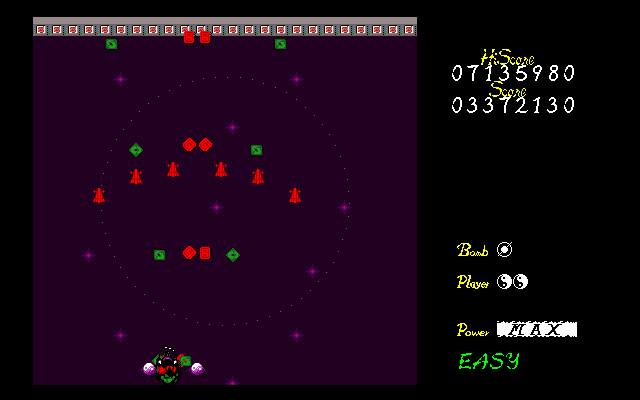 HiScore
07135980
Score
03372130
Bomb
Player
Power MAX
EASY